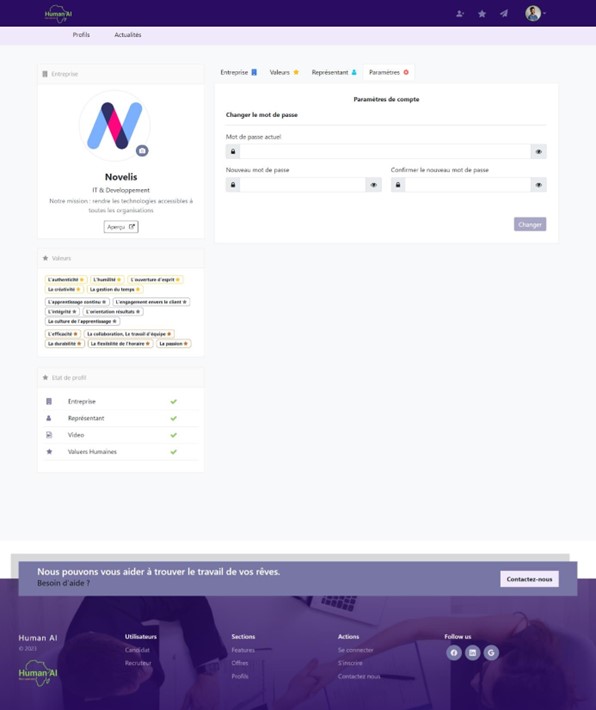 Human AI
Profils Actualités
Entreprise
Novelis
IT & Developpement
Notre mission : rendre les technologies accessibles à
toutes les organisations
Aperçu
Valeurs
L'authenticité L'humilité L'ouverture d'esprit
La créativité La gestion du temps
L'apprentissage continu L'engagement envers le client
L'intégrité L'orientation résultats
La culture de l'apprentissage
L'efficacité La collaboration, Le travail d'équipe
La durabilité La flexibilité de l'horaire La passion
Etat de profil
Entreprise
Représentant
Video
Valuers Humaines
Entreprise Valeurs Représentant Paramètres
Paramètres de compte
Changer le mot de passe
Mot de passe actuel
Nouveau mot de passe Confirmer le nouveau mot de passe
Changer
Nous pouvons vous aider à trouver le travail de vos rêves.
Besoin d'aide ?
Contactez-nous
Human AI
© 2023
Human AI
Utilisateurs
Candidat
Recruteur
Sections
Features
Offres
Profils
Actions
Se connecter
S'inscrire
Contactez nous
Follow us